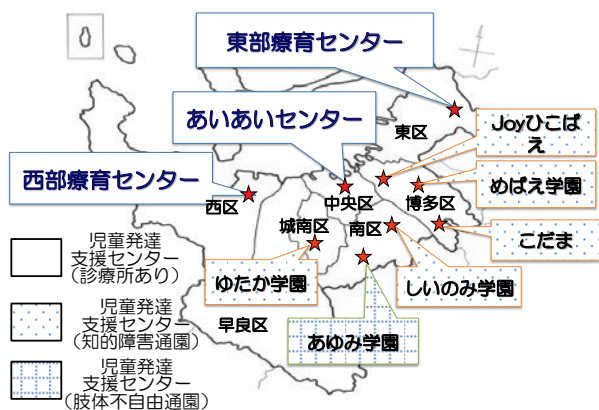 東部療育センター
あいあいセンター
西部療育センター
東区
Joyひこば
え
めばえ学園
博多区
中央区
西区
城南区
南区
こだま
ゆたか学園
しいのみ学園
あゆみ学園
早良区
児童発達
支援センター
（診療所あり）
児童発達
支援センター
（知的障害通園）
児童発達
支援センター
（肢体不自由通園）